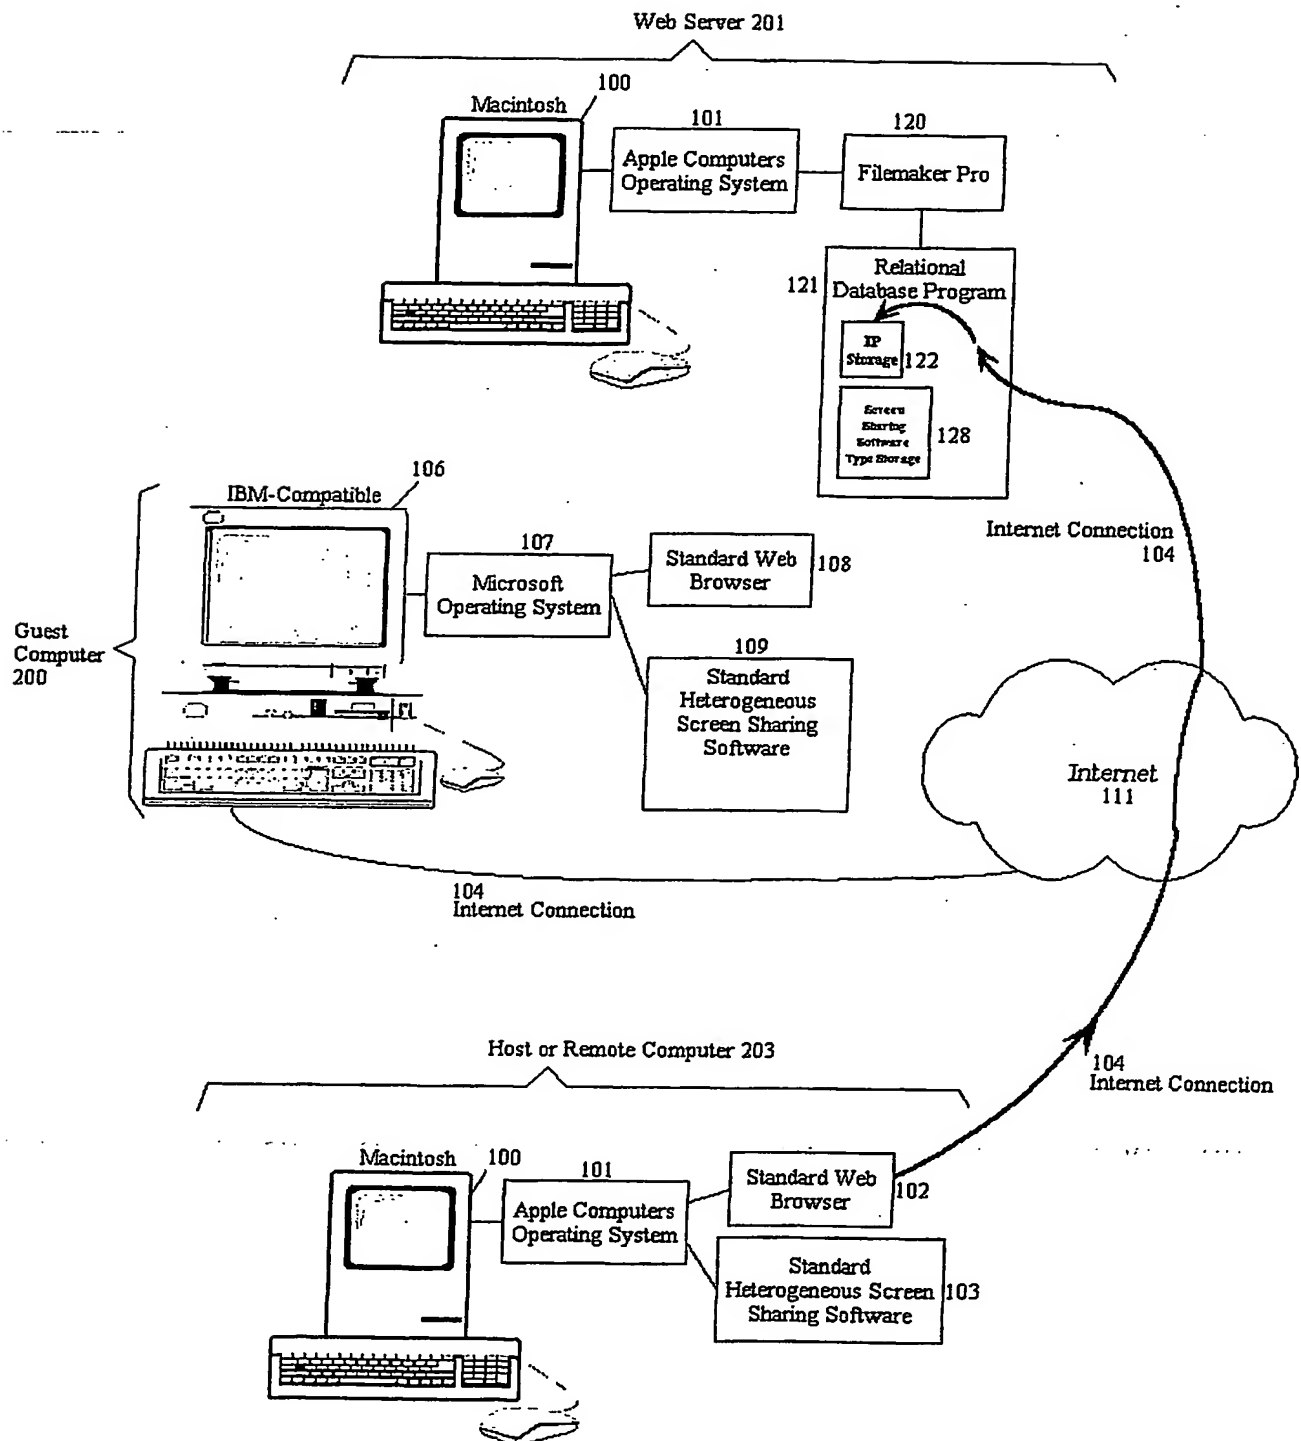 Web Server 201
100
Macintosh
101
120
Apple Computers
Operating System
Filemaker Pro
121
Relational
Database Program
IP
Storage
122
Screen
Sharing
Software
Type Storage
128
106
IBM-Compatible
Internet Connection
104
107
Microsoft
Operating System
Standard Web
Browser
108
Guest
Computer
200
109
Standard
Heterogeneous
Screen Sharing
Software
Internet
111
104
Internet Connection
Host or Remote Computer 203
104
Internet Connection
Macintosh
100
101
Apple Computers
Operating System
Standard Web
Browser
102
Standard
Heterogeneous Screen
Sharing Software
103